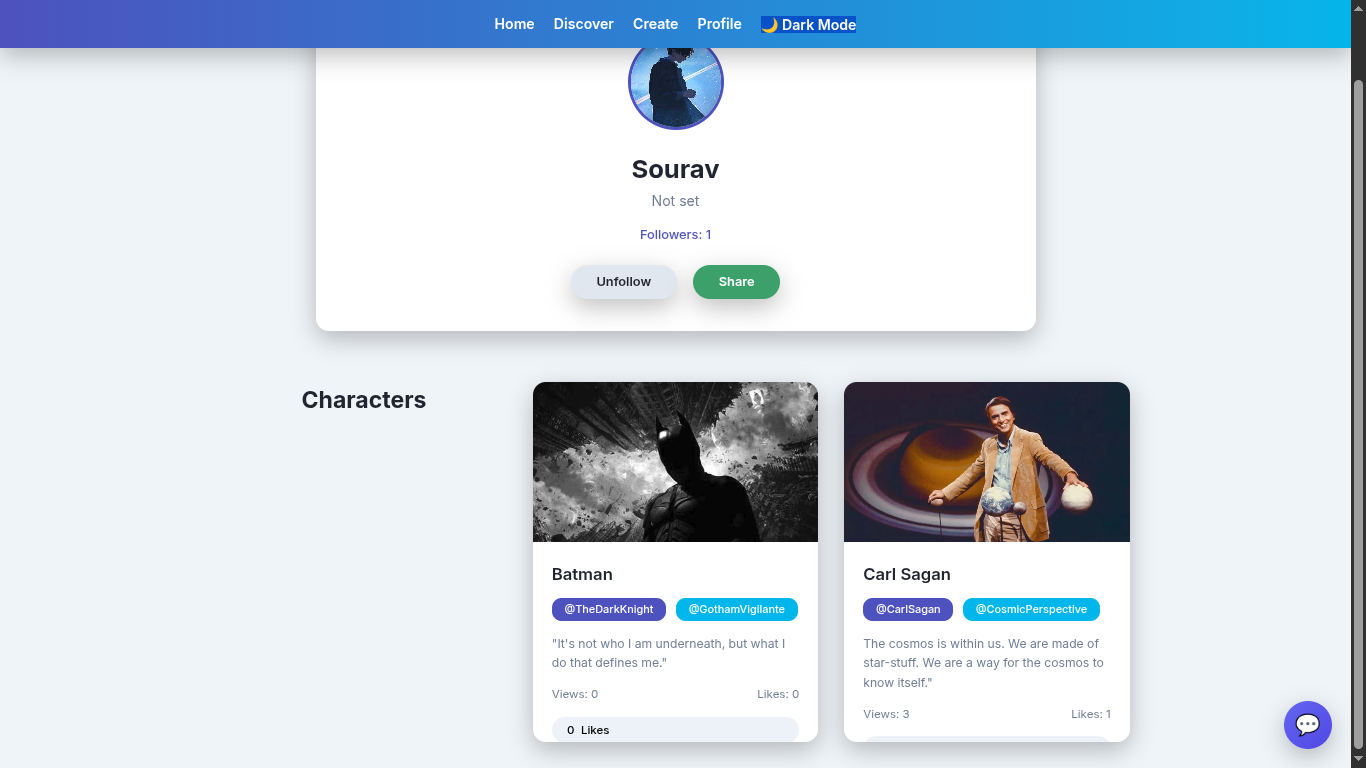 Home Discover Create Profile 🌙 Dark Mode
Sourav
Not set
Followers: 1
Unfollow Share
Characters
Batman
@TheDarkKnight @GothamVigilante
"It's not who I am underneath, but what I
do that defines me."
Views: 0 Likes: 0
0 Likes
Carl Sagan
@CarlSagan @CosmicPerspective
The cosmos is within us. We are made of
star-stuff. We are a way for the cosmos to
know itself."
Views: 3 Likes: 1